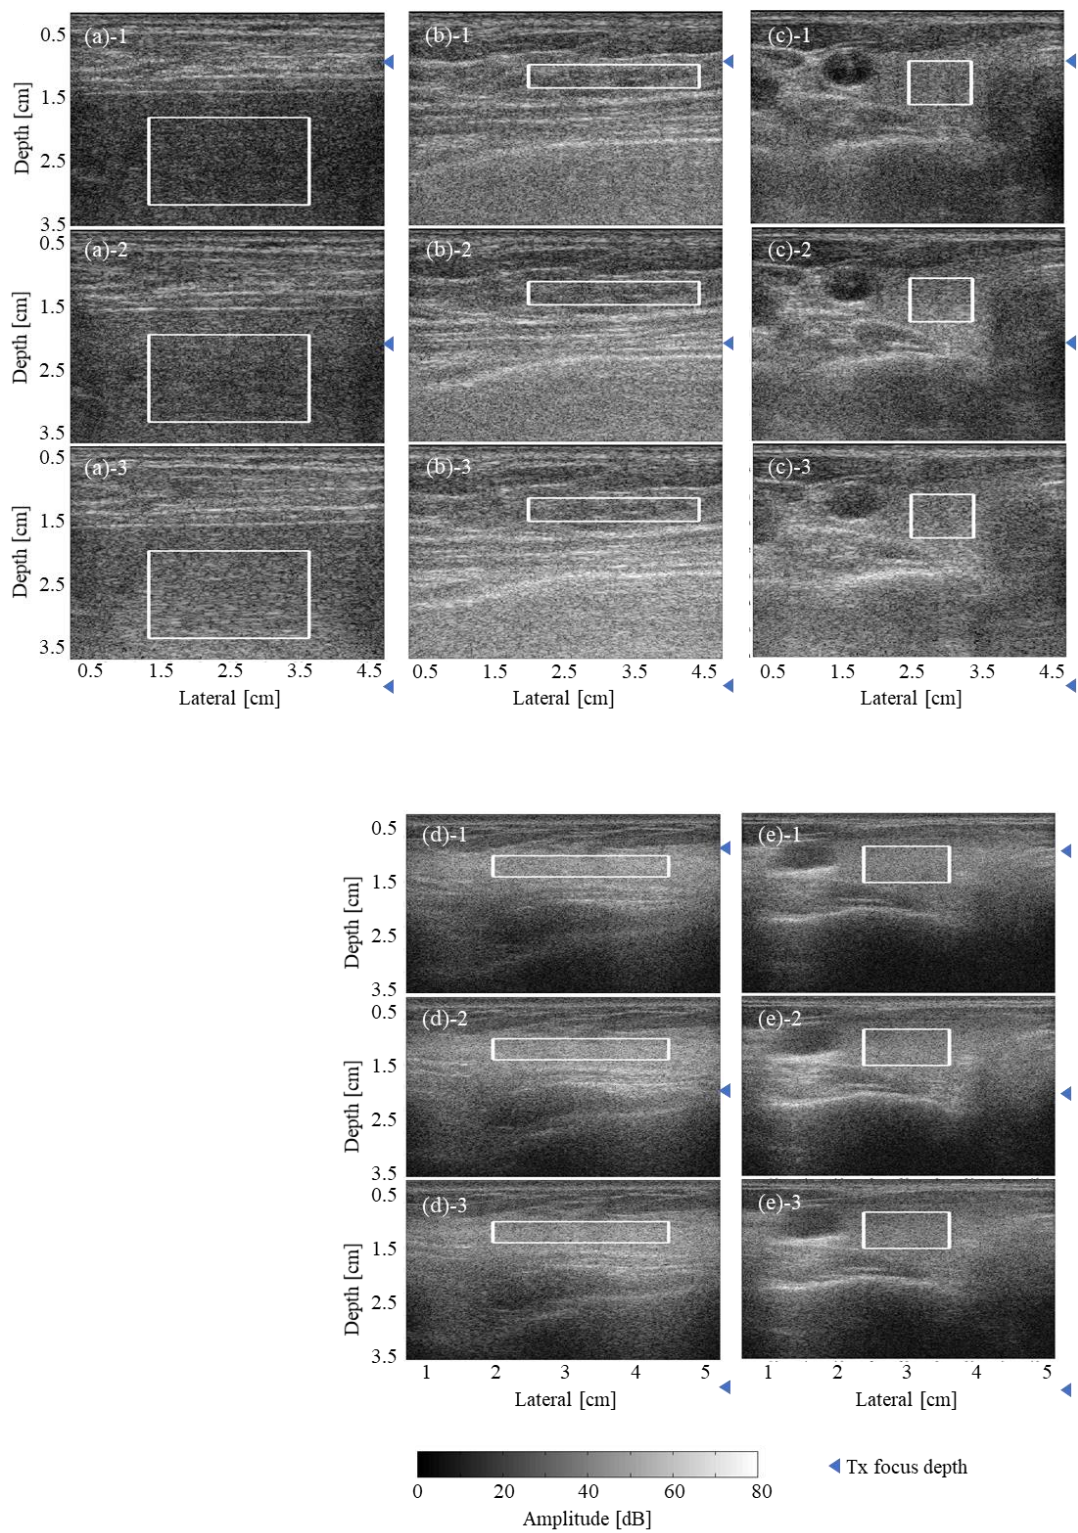 (a)-1 (b)-1 (c)-1
0.5
1.5
2.5
3.5
Depth [cm]
(a)-2 (b)-2 (c)-2
0.5
1.5
2.5
3.5
Depth [cm]
(a)-3 (b)-3 (c)-3
0.5
1.5
2.5
3.5
Depth [cm]
0.5 1.5 2.5 3.5 4.5 0.5 1.5 2.5 3.5 4.5 0.5 1.5 2.5 3.5 4.5
Lateral [cm] Lateral [cm] Lateral [cm]
(d)-1 (e)-1
0.5
1.5
2.5
3.5
Depth [cm]
(d)-2 (e)-2
0.5
1.5
2.5
3.5
Depth [cm]
(d)-3 (e)-3
0.5
1.5
2.5
3.5
Depth [cm]
1 2 3 4 5 1 2 3 4 5
Lateral [cm] Lateral [cm]
Tx focus depth
0 20 40 60 80
Amplitude [dB]